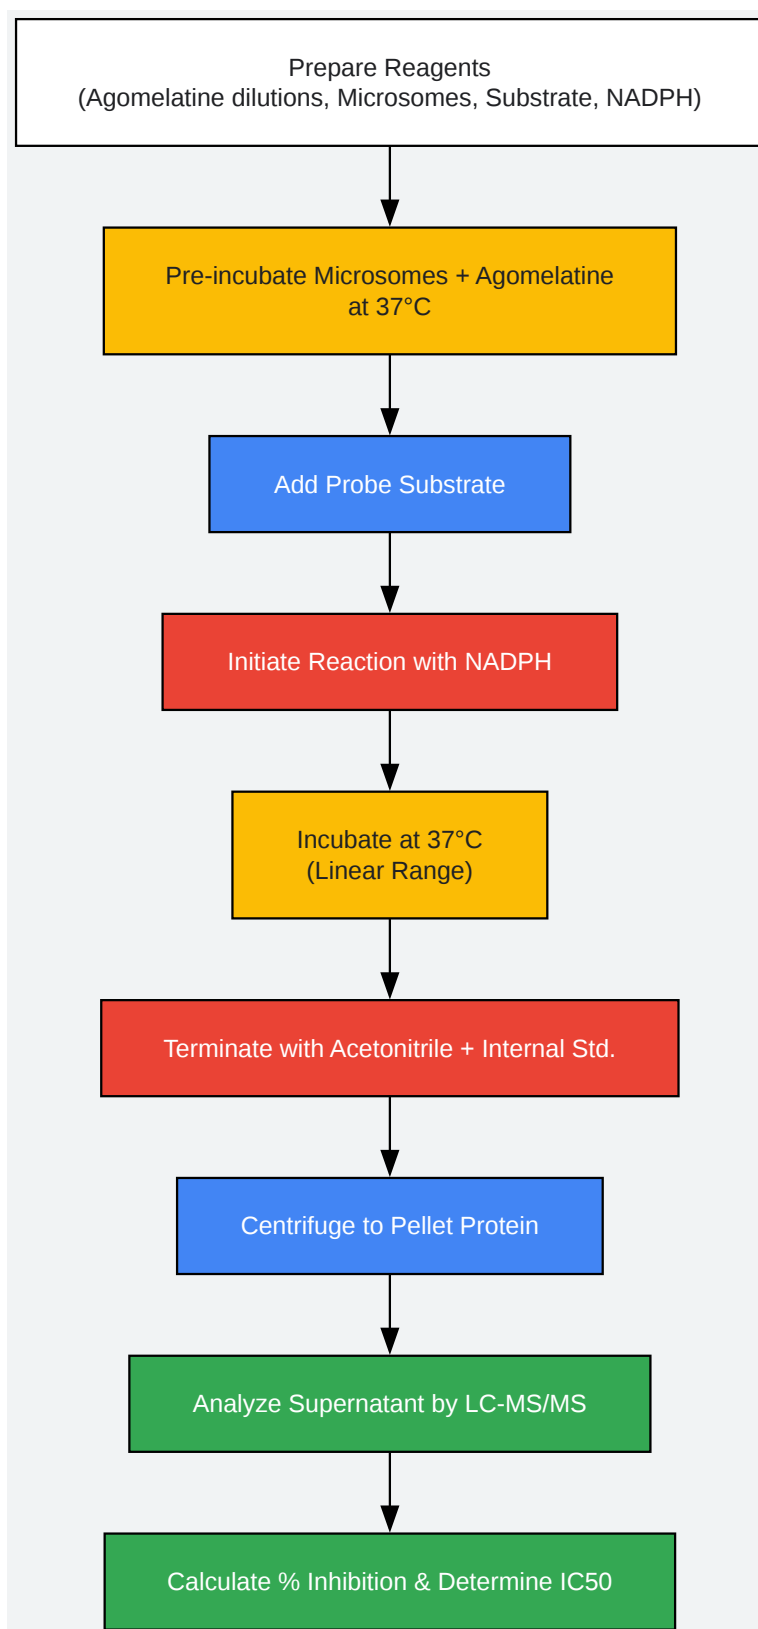 Prepare Reagents
(Agomelatine dilutions, Microsomes, Substrate, NADPH)
Pre-incubate Microsomes + Agomelatine
at 37°C
Add Probe Substrate
Initiate Reaction with NADPH
Incubate at 37°C
(Linear Range)
Terminate with Acetonitrile + Internal Std.
Centrifuge to Pellet Protein
Analyze Supernatant by LC-MS/MS
Calculate % Inhibition & Determine IC50